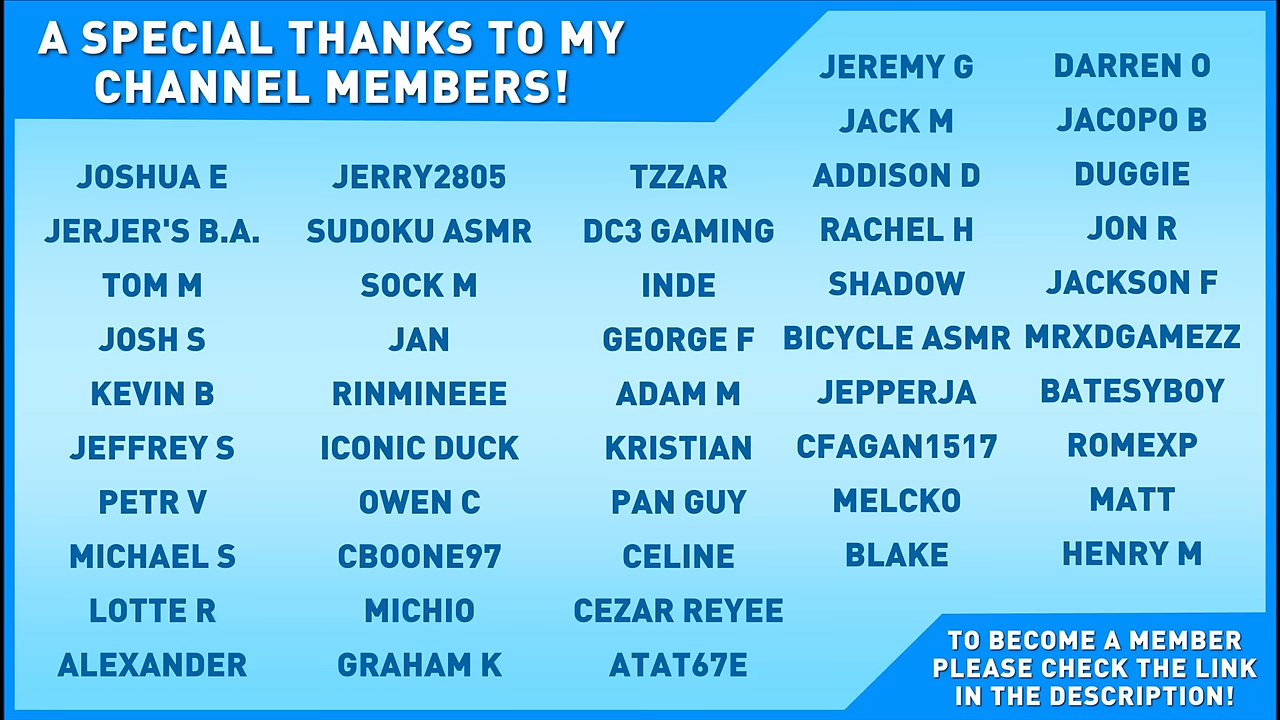 A SPECIAL THANKS TO MY
CHANNEL MEMBERS!
JOSHUA E
JERJER'S B.A.
TOM M
JOSH S
KEVIN B
JEFFREY S
PETR V
MICHAEL S
LOTTE R
ALEXANDER
JERRY2805
SUDOKU ASMR
SOCK M
JAN
RINMINEEE
ICONIC DUCK
OWEN C
CBOONE97
MICHIO
GRAHAM K
TZZAR
DC3 GAMING
INDE
GEORGE F
ADAM M
KRISTIAN
PAN GUY
CELINE
CEZAR REYEE
ATAT67E
JEREMY G
JACK M
ADDISON D
RACHEL H
SHADOW
BICYCLE ASMR
JEPPERJA
CFAGAN1517
MELCKO
BLAKE
DARREN O
JACOPO B
DUGGIE
JON R
JACKSON F
MRXDGAMEZZ
BATESYBOY
ROMEXP
MATT
HENRY M
TO BECOME A MEMBER
PLEASE CHECK THE LINK
IN THE DESCRIPTION!